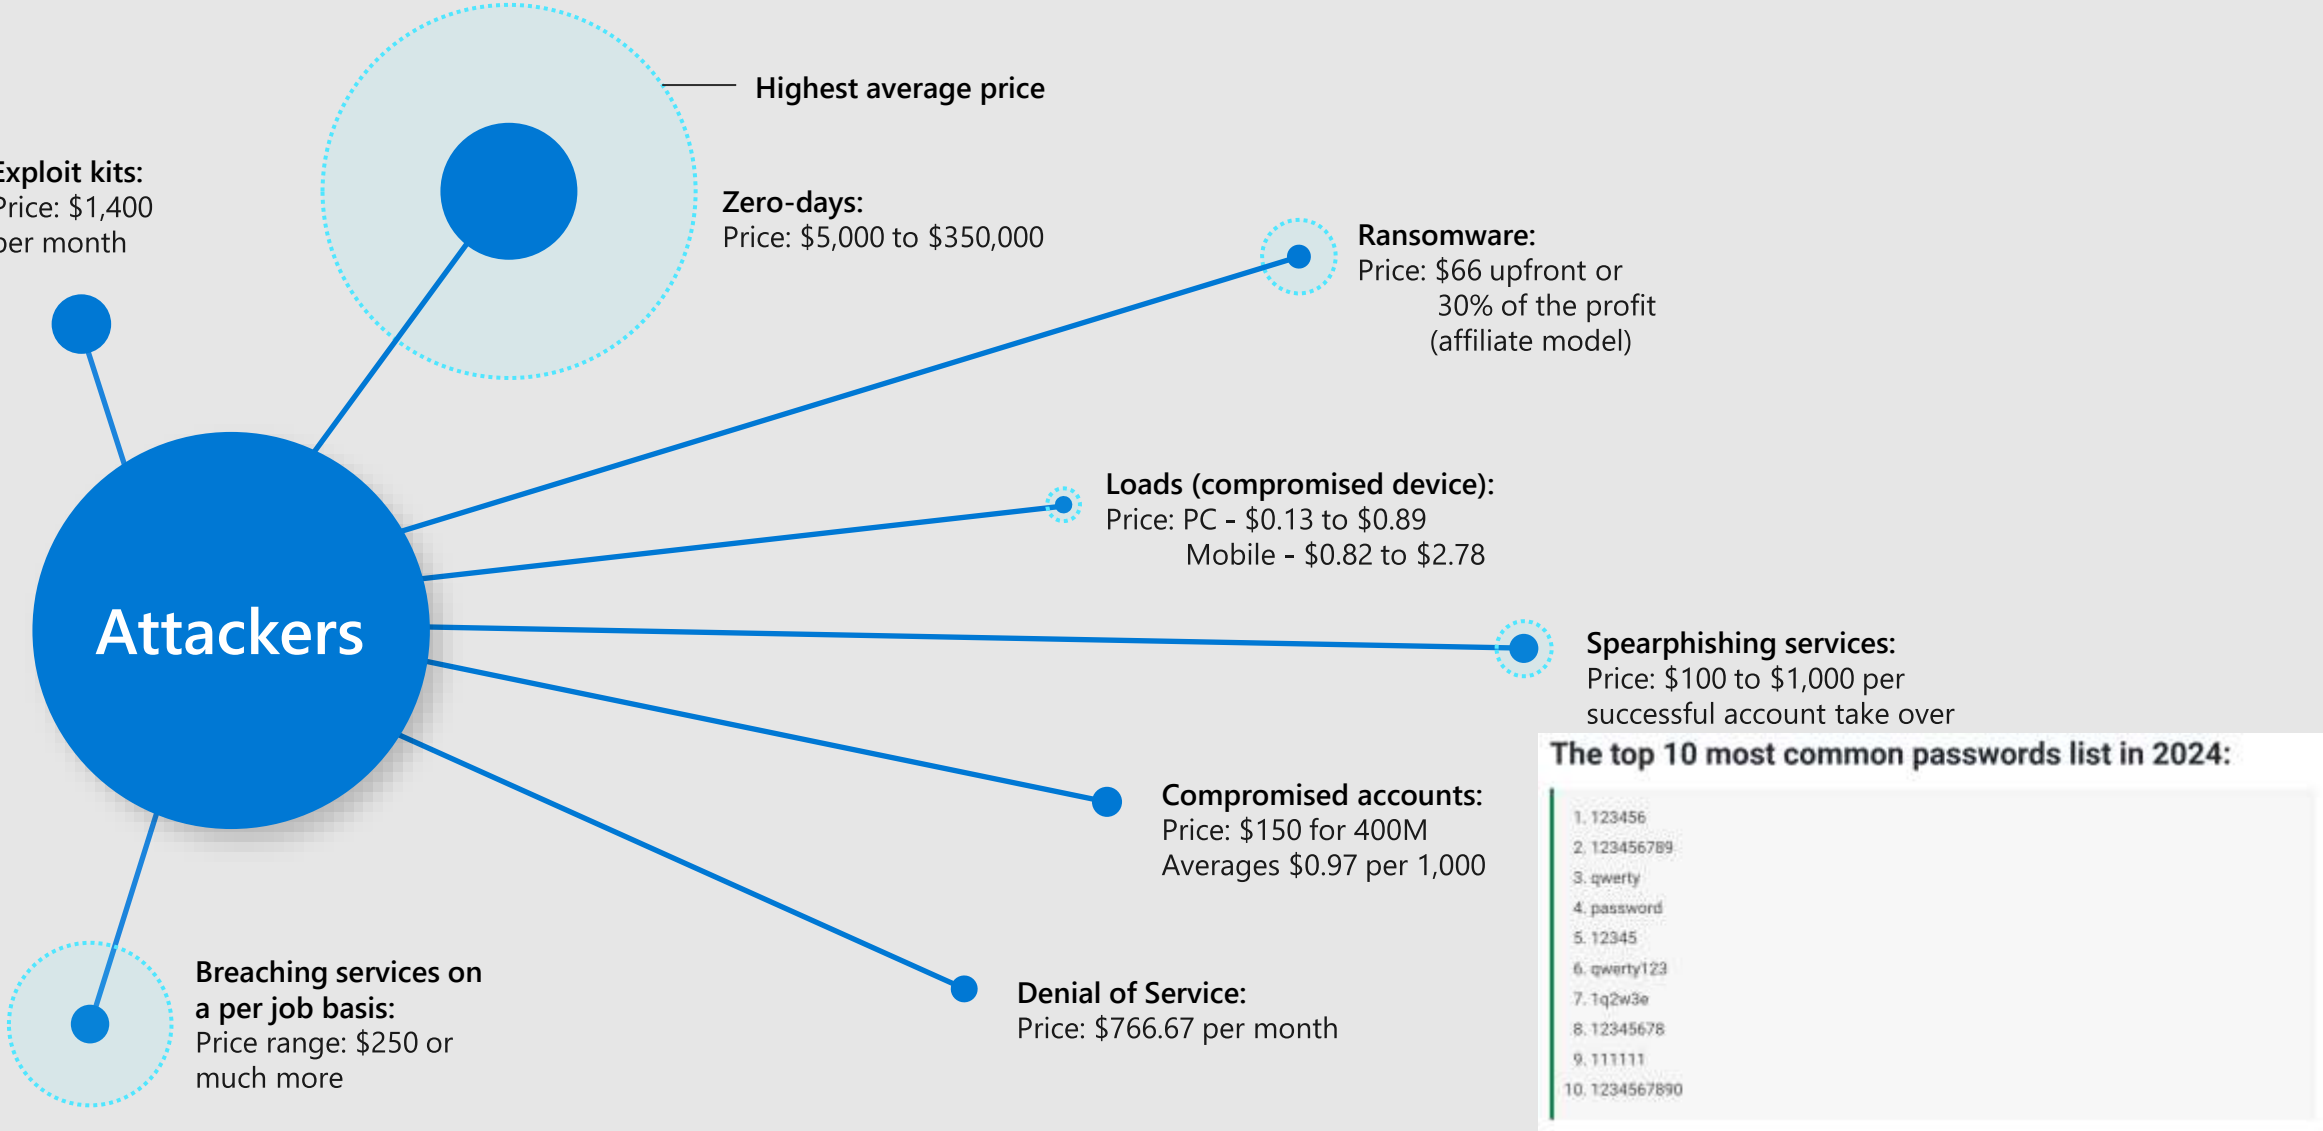 Highest average price
Exploit kits:
Price: $1,400
per month
Zero-days:
Price: $5,000 to $350,000
Ransomware:
Price: $66 upfront or
30% of the profit
(affiliate model)
Loads (compromised device):
Price: PC - $0.13 to $0.89
Mobile - $0.82 to $2.78
Attackers
Spearphishing services:
Price: $100 to $1,000 per
successful account take over
Compromised accounts:
Price: $150 for 400M
Averages $0.97 per 1,000
Denial of Service:
Price: $766.67 per month
Breaching services on
a per job basis:
Price range: $250 or
much more
The top 10 most common passwords list in 2024:
1. 123456
2. 123456789
3. qwerty
4. password
5. 12345
6. qwerty123
7. 1q2w3e
8. 12345678
9. 111111
10. 1234567890